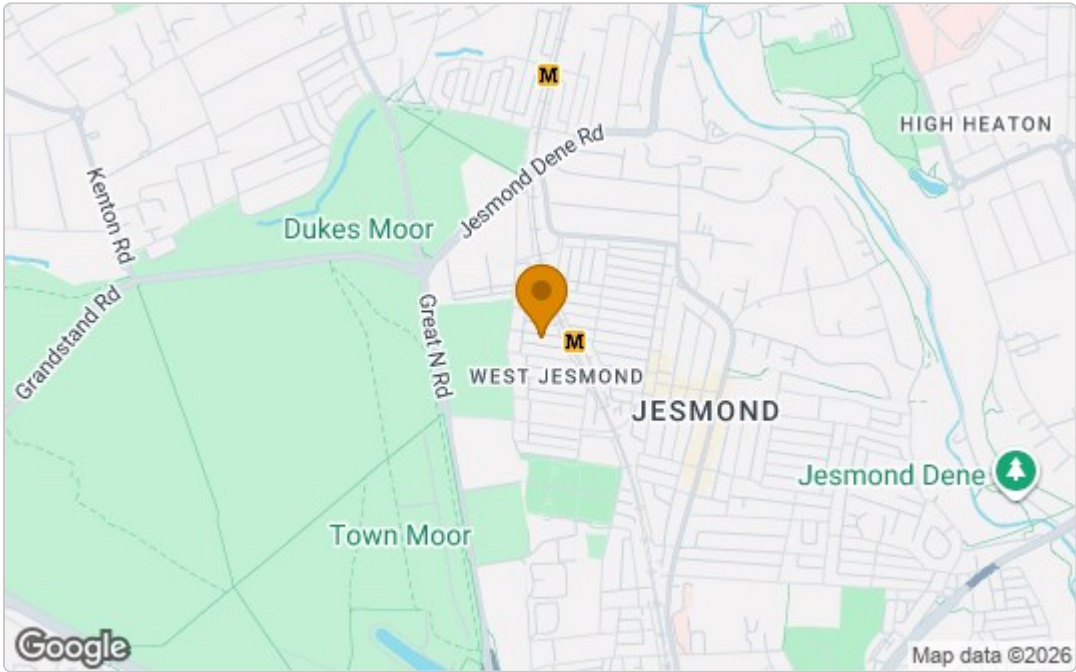 M
HIGH HEATON
Jesmond Dene Rd
Kenton Rd
Dukes Moor
Grandstand Rd
Great N Rd
M
WEST JESMOND
JESMOND
Jesmond Dene
Town Moor
Google
Map data ©2026